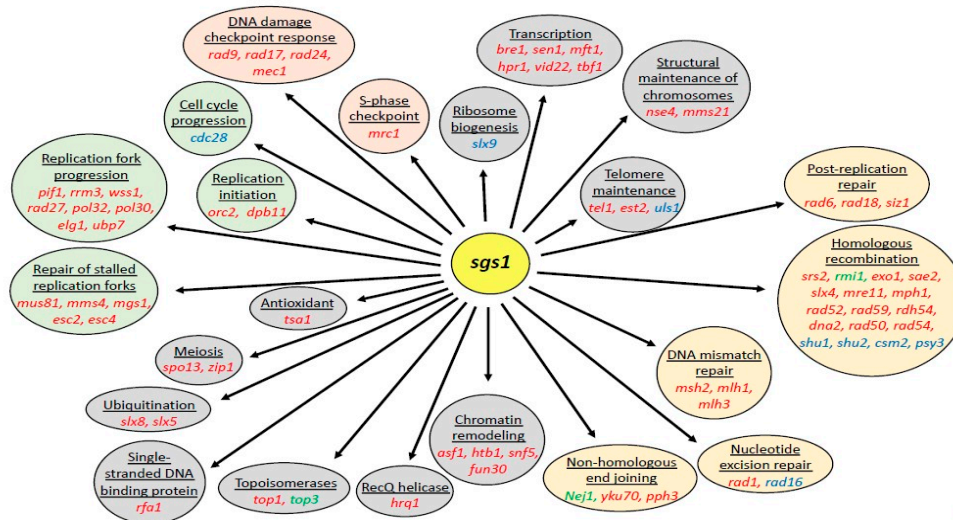 DNA damage
checkpoint response
rad9, rad17, rad24,
mec1
Transcription
bre1, sen1, mft1,
hpr1, vid22, tbf1
Structural
maintenance of
chromosomes
nse4, mms21
Cell cycle
progression
cdc28
S-phase
checkpoint
mrc1
Ribosome
biogenesis
slx9
Replication fork
progression
pif1, rrm3, wss1,
rad27, pol32, pol30,
elg1, ubp7
Replication
initiation
orc2, dpb11
Telomere
maintenance
tel1, est2, uls1
Post-replication
repair
rad6, rad18, siz1
sgs1
Repair of stalled
replication forks
mus81, mms4, mgs1,
esc2, esc4
Homologous
recombination
srs2, rmi1, exo1, sae2,
slx4, mre11, mph1,
rad52, rad59, rdh54,
dna2, rad50, rad54,
shu1, shu2, csm2, psy3
Antioxidant
tsa1
Meiosis
spo13, zip1
DNA mismatch
repair
msh2, mlh1,
mlh3
Ubiquitination
slx8, slx5
Chromatin
remodeling
asf1, htb1, snf5,
fun30
Single-
stranded DNA
binding protein
rfa1
Topoisomerases
top1, top3
RecQ helicase
hrq1
Non-homologous
end joining
Nej1, yku70, pph3
Nucleotide
excision repair
rad1, rad16